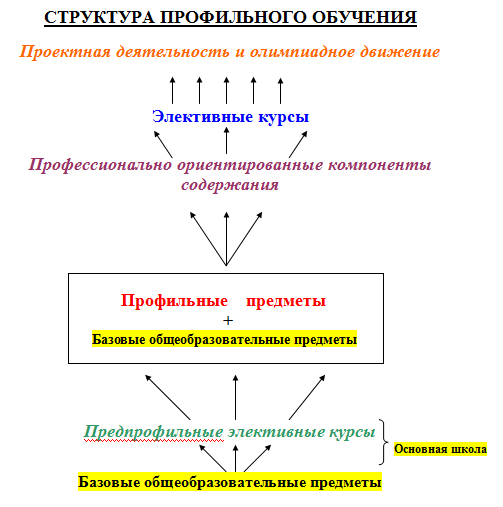 СТРУКТУРА ПРОФИЛЬНОГО ОБУЧЕНИЯ
Проектная деятельность и олимпиадное движение
Элективные курсы
Профессионально ориентированные компоненты
содержания
Профильные предметы
+
Базовые общеобразовательные предметы
Предпрофильные элективные курсы
Основная школа
Базовые общеобразовательные предметы